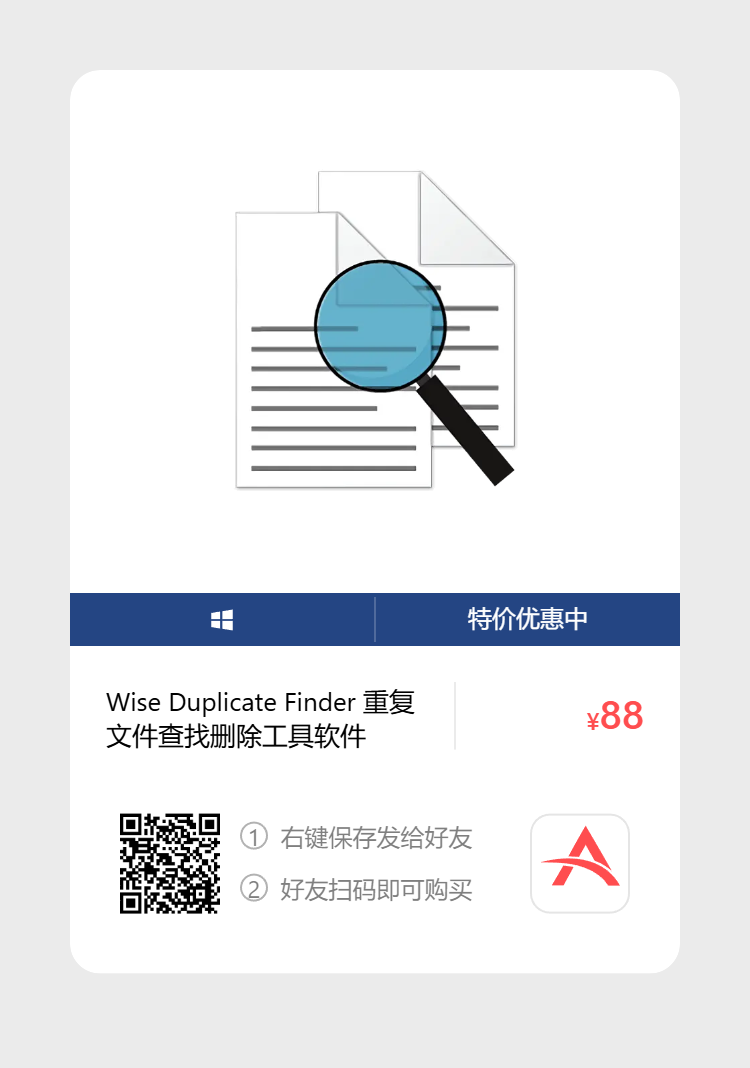 特价优惠中
Wise Duplicate Finder 重复
文件查找删除工具软件
¥88
① 右键保存发给好友
② 好友扫码即可购买